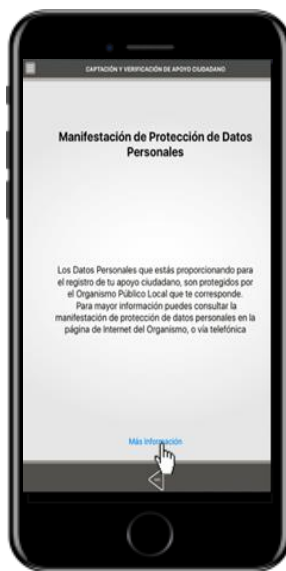 CAPTACIÓN Y VERIFICACIÓN DE APOYO CIUDADANO
Manifestación de Protección de Datos
Personales
Los Datos Personales que estás proporcionando para
el registro de tu apoyo ciudadano, son protegidos por
el Organismo Público Local que te corresponde.
Para mayor información puedes consultar la
manifestación de protección de datos personales en la
página de Internet del Organismo, o vía telefónica
Más Información